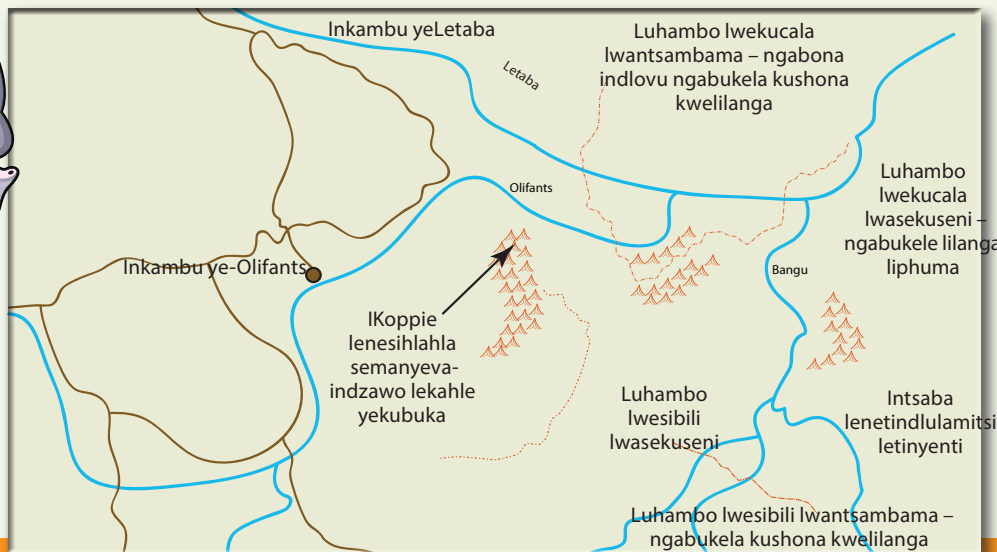 Inkambu yeLetaba
Letaba
Luhambo lwekucala
lwantsambama – ngabona
indlovu ngabukela kushona
kwelilanga
Olifants
Luhambo
lwekucala
lwasekuseni –
ngabukele lilanga
liphuma
Inkambu ye-Olifants
Bangu
IKoppie
lenesihlahla
semanyeva-
indzawo lekahle
yekubuka
Luhambo
lwesibili
lwasekuseni
Intsaba
lenetindlulamitsi
letinyenti
Luhambo lwesibili lwantsambama –
ngabukela kushona kwelilanga